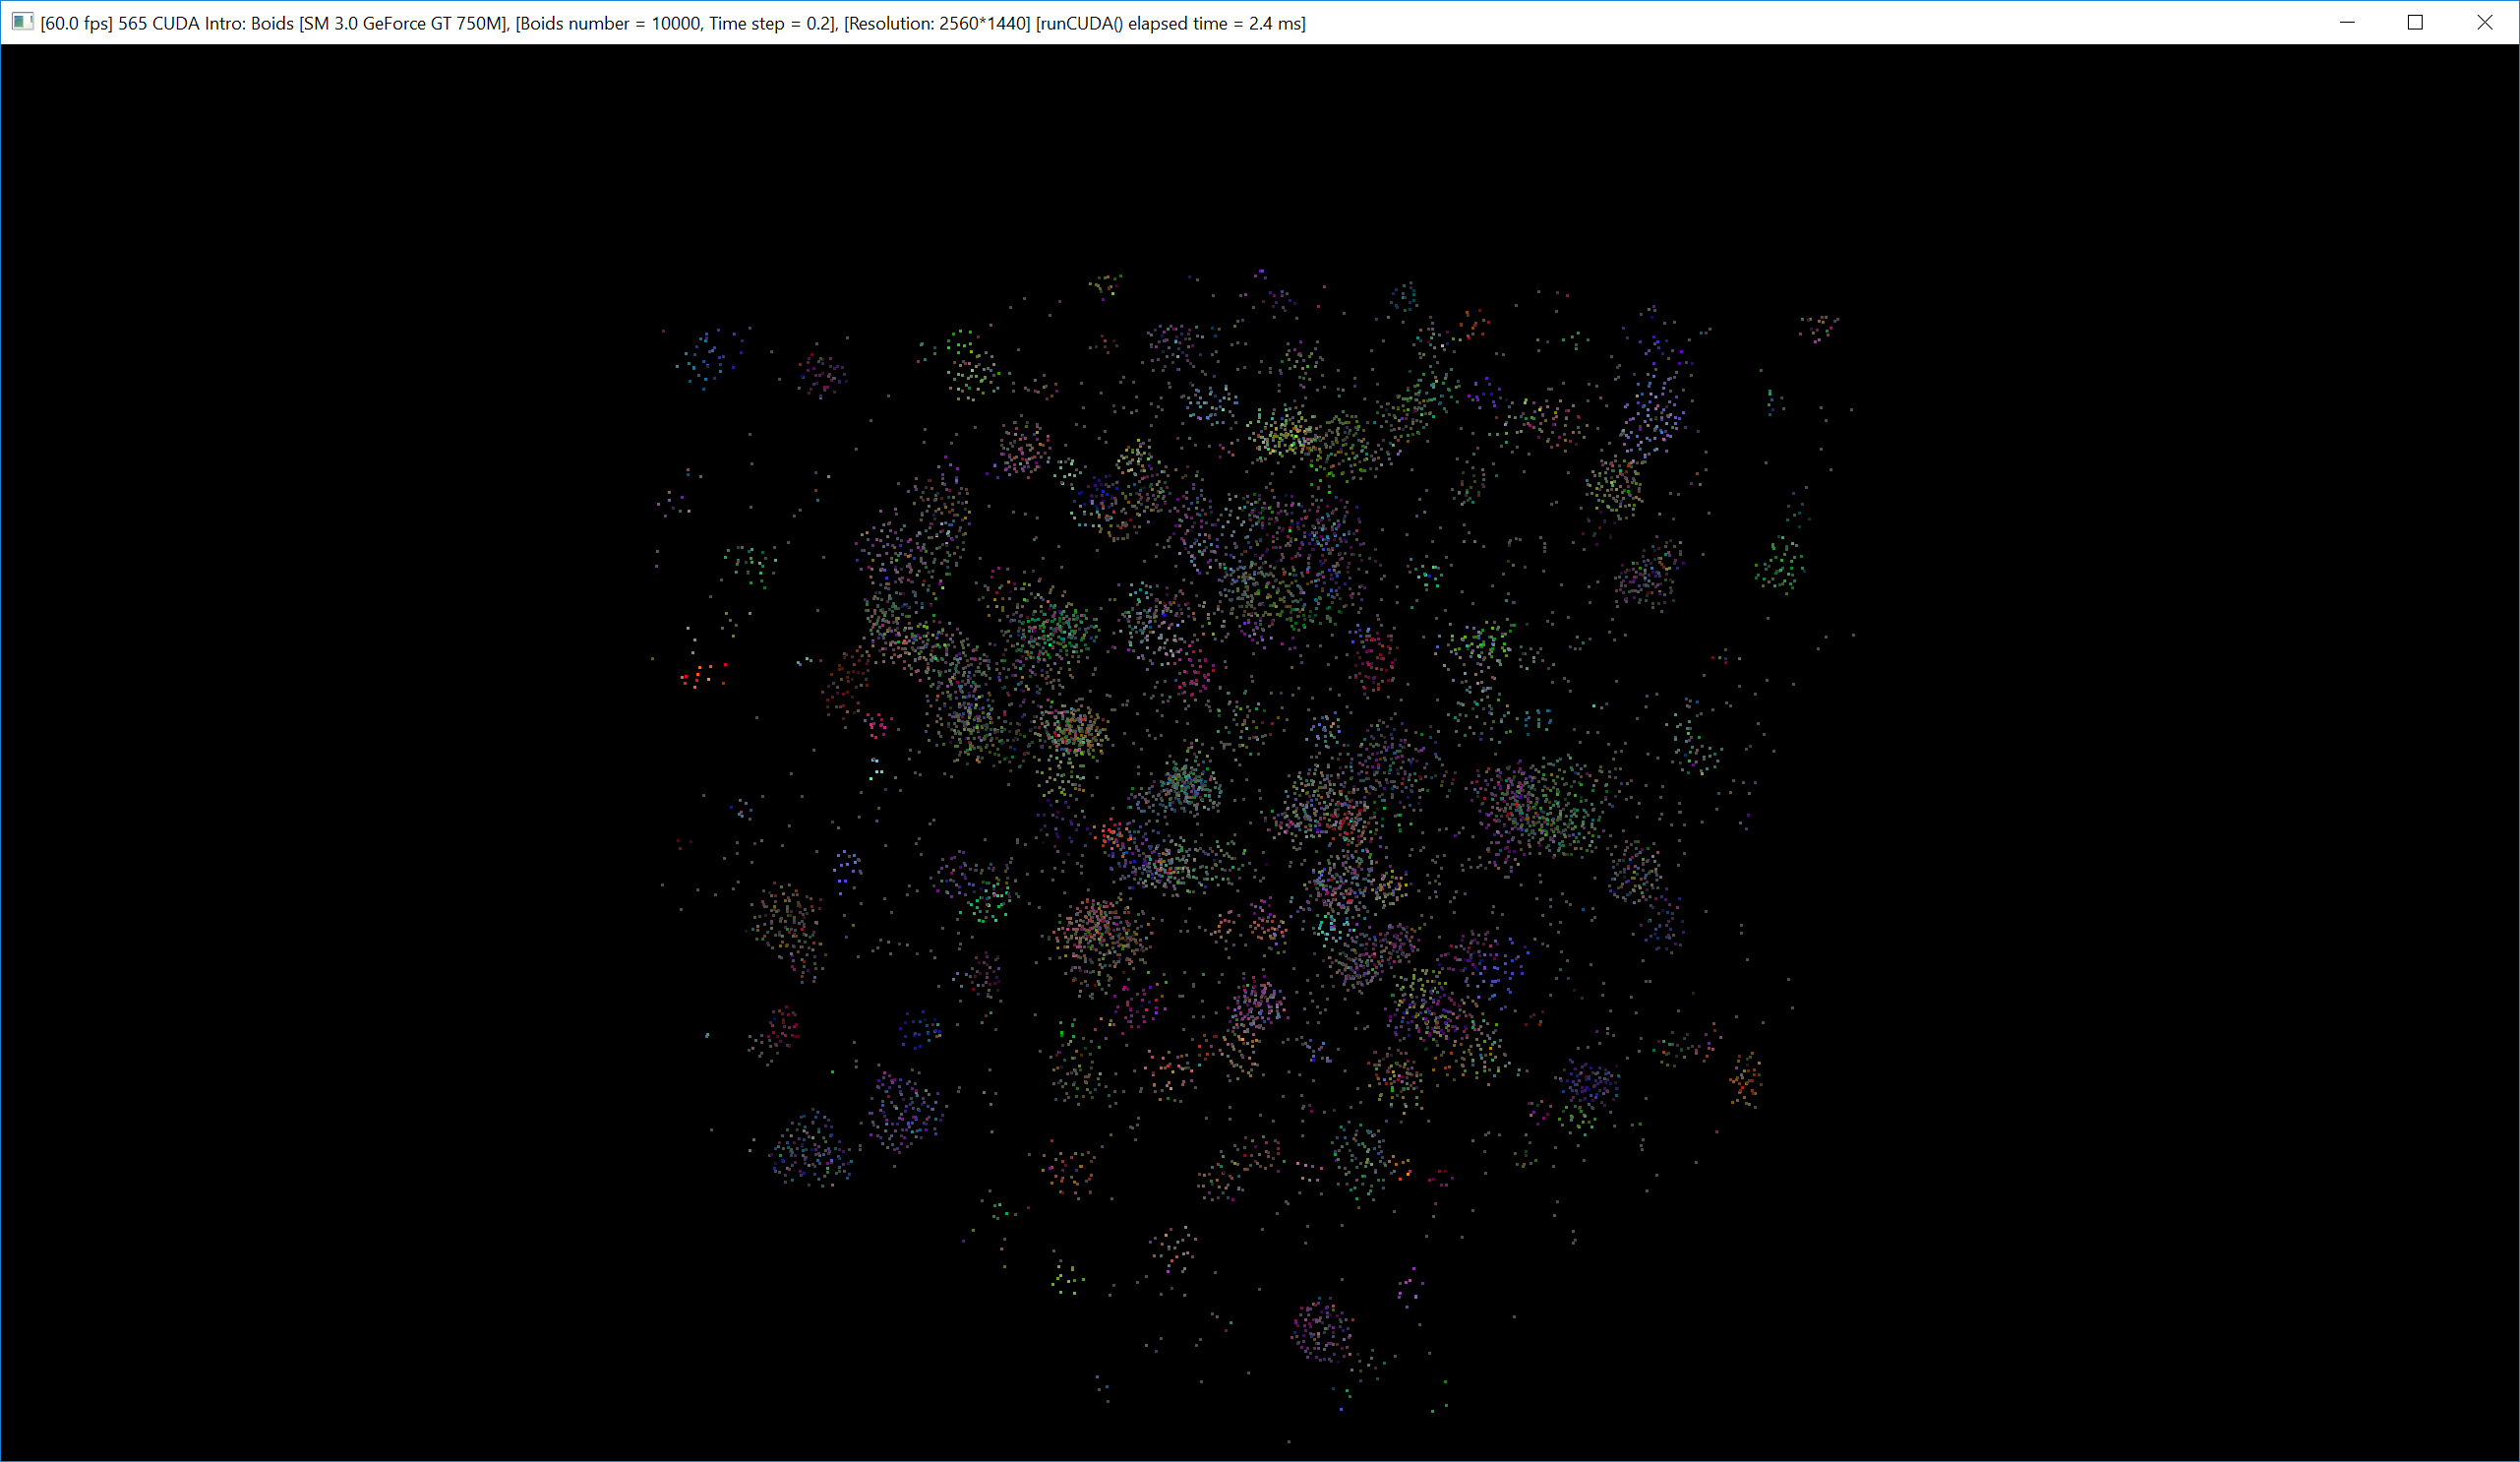 [60.0 fps] 565 CUDA Intro: Boids [SM 3.0 GeForce GT 750M], [Boids number = 10000, Time step = 0.2], [Resolution: 2560*1440] [runCUDA() elapsed time = 2.4 ms]